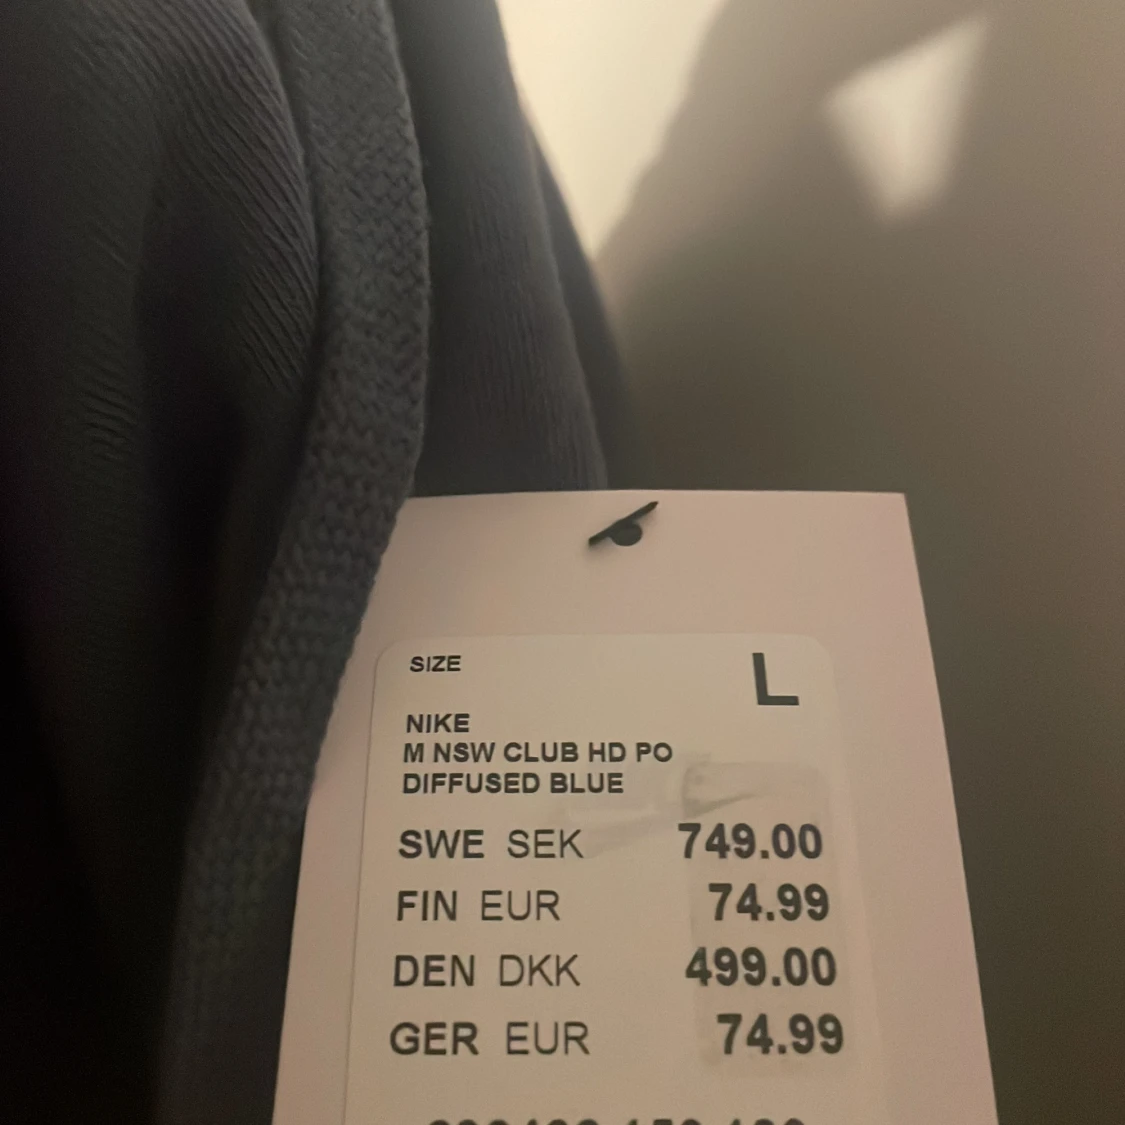 SIZE L
NIKE
M NSW CLUB HD PO
DIFFUSED BLUE
SWE SEK 749.00
FIN EUR 74.99
DEN DKK 499.00
GER EUR 74.99